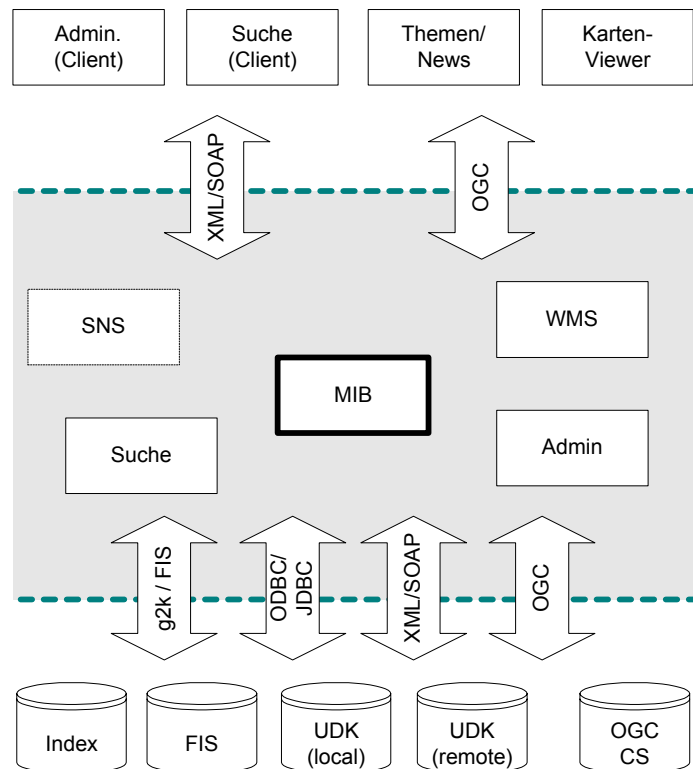 Admin.
(Client)
Suche
(Client)
Themen/
News
Karten-
Viewer
XML/SOAP
OGC
SNS
WMS
MIB
Suche
Admin
g2k / FIS
ODBC/
JDBC
XML/SOAP
OGC
Index
FIS
UDK
(local)
UDK
(remote)
OGC
CS